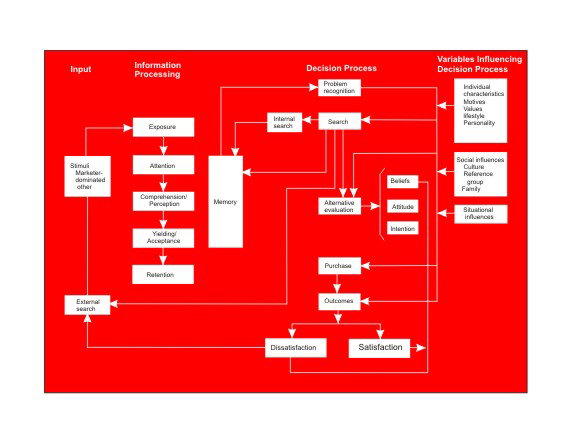 Input
Information
Processing
Decision Process
Variables Influencing
Decision Process
Stimuli
Marketer-
dominated
other
External
search
Exposure
Attention
Comprehension/
Perception
Yielding/
Acceptance
Retention
Memory
Internal
search
Problem
recognition
Search
Alternative
evaluation
Beliefs
Attitude
Intention
Purchase
Outcomes
Dissatisfaction
Satisfaction
Individual
characteristics
Motives
Values
lifestyle
Personality
Social influences
Culture
Reference
group
Family
Situational
influences